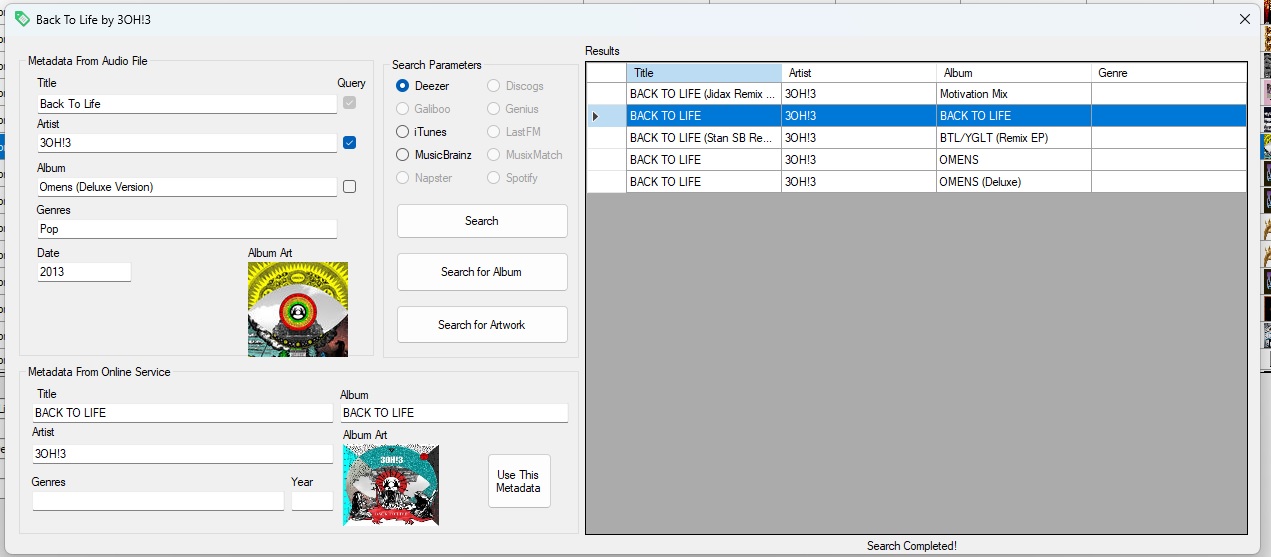 Back To Life by 3OH!3
Metadata From Audio File
Title
Query
Back To Life
Artist
3OH!3
Album
Omens (Deluxe Version)
Genres
Pop
Date
2013
Album Art
Search Parameters
Deezer
Discogs
Galiboo
Genius
iTunes
LastFM
MusicBrainz
MusixMatch
Napster
Spotify
Search
Search for Album
Search for Artwork
Metadata From Online Service
Title
BACK TO LIFE
Album
BACK TO LIFE
Artist
3OH!3
Album Art
3OH!3
BACK TO LIFE
Genres
Year
Use This
Metadata
Results
Title Artist Album Genre
BACK TO LIFE (Jidax Remix ... 3OH!3 Motivation Mix
BACK TO LIFE 3OH!3 BACK TO LIFE
BACK TO LIFE (Stan SB Re... 3OH!3 BTL/YGLT (Remix EP)
BACK TO LIFE 3OH!3 OMENS
BACK TO LIFE 3OH!3 OMENS (Deluxe)
Search Completed!